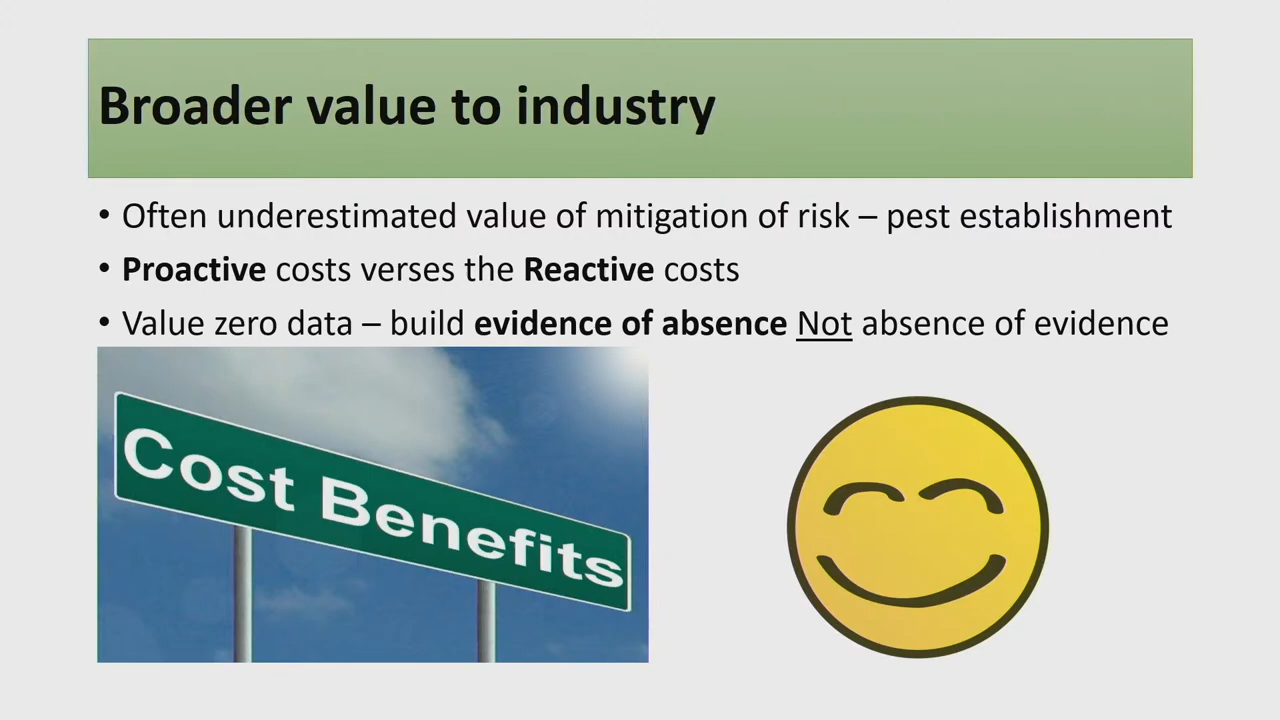 Broader value to industry
• Often underestimated value of mitigation of risk – pest establishment
• Proactive costs verses the Reactive costs
• Value zero data – build evidence of absence Not absence of evidence
Cost Benefits